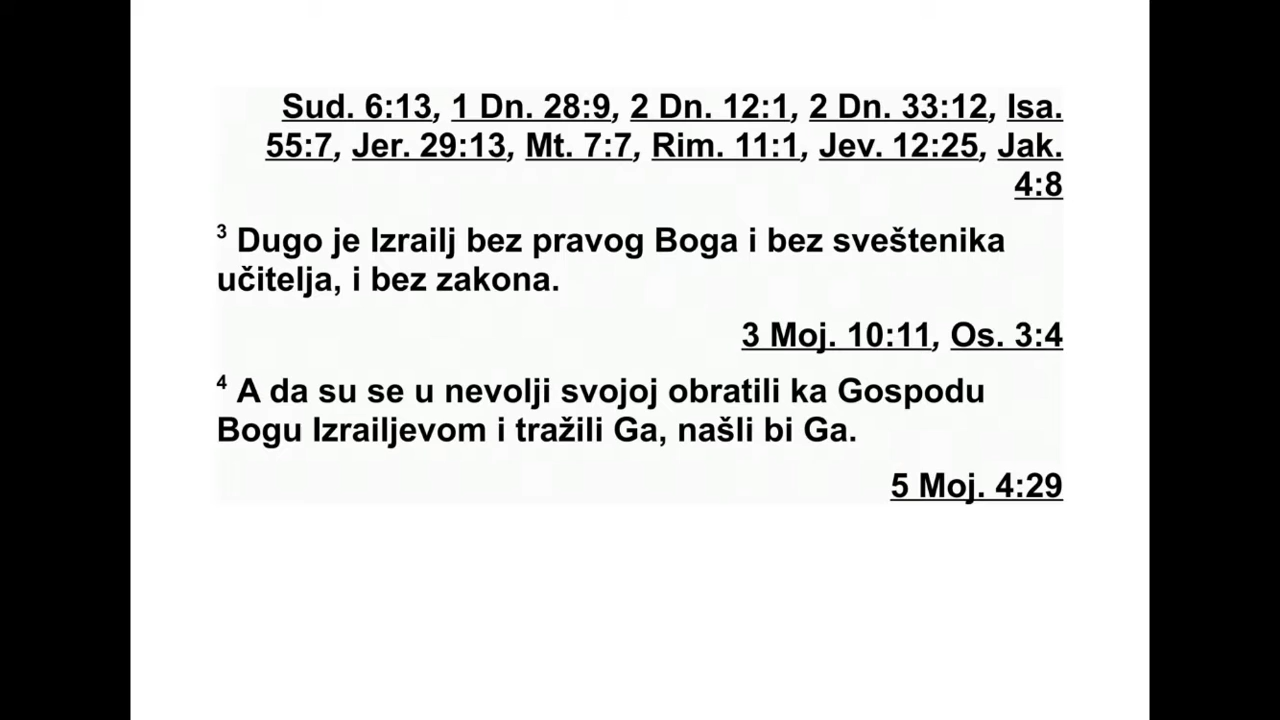 Sud. 6:13, 1 Dn. 28:9, 2 Dn. 12:1, 2 Dn. 33:12, Isa.
55:7, Jer. 29:13, Mt. 7:7, Rim. 11:1, Jev. 12:25, Jak.
4:8
3 Dugo je Izrailj bez pravog Boga i bez sveštenika
učitelja, i bez zakona.
3 Moj. 10:11, Os. 3:4
4 A da su se u nevolji svojoj obratili ka Gospodu
Bogu Izrailjevom i tražili Ga, našli bi Ga.
5 Moj. 4:29